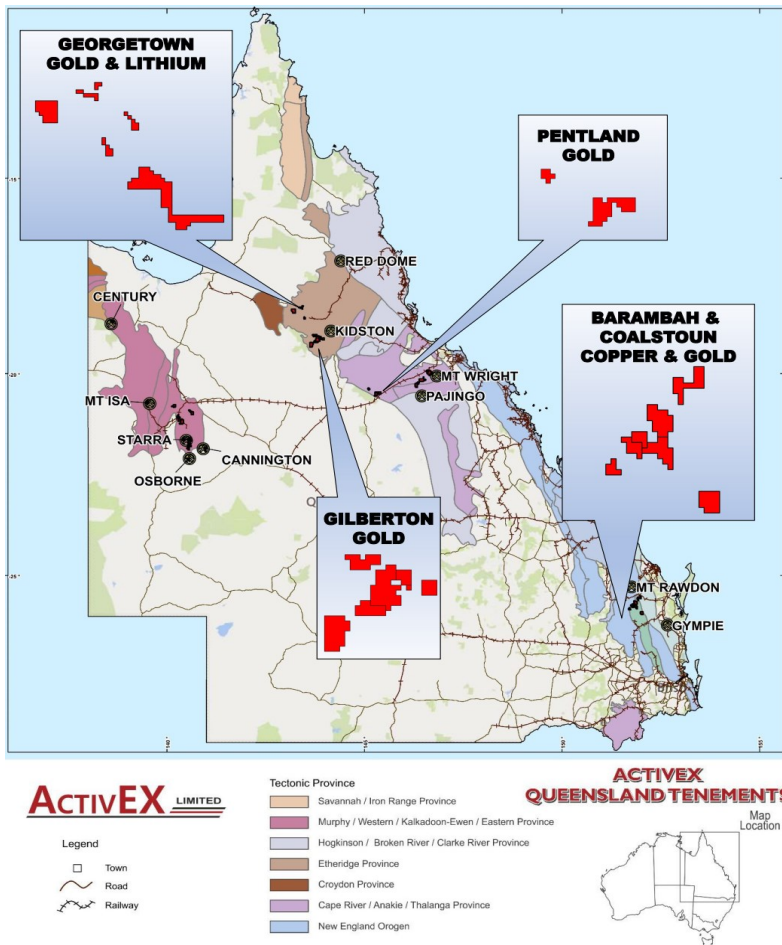 GEORGETOWN
GOLD & LITHIUM
PENTLAND
GOLD
BARAMBAH &
COALSTOUN
COPPER & GOLD
GILBERTON
GOLD
RED DOME
CENTURY
KIDSTON
MT WRIGHT
PAJINGO
MT ISA
STARRA
CANNINGTON
OSBORNE
MT RAWDON
GYMPIE
ACTIVEX LIMITED
Legend
Town
Road
Railway
Tectonic Province
Savannah / Iron Range Province
Murphy / Western / Kalkadoon-Ewen / Eastern Province
Hogkinson / Broken River / Clarke River Province
Etheridge Province
Croydon Province
Cape River / Anakie / Thalanga Province
New England Orogen
ACTIVEX
QUEENSLAND TENEMENTS
Map
Location